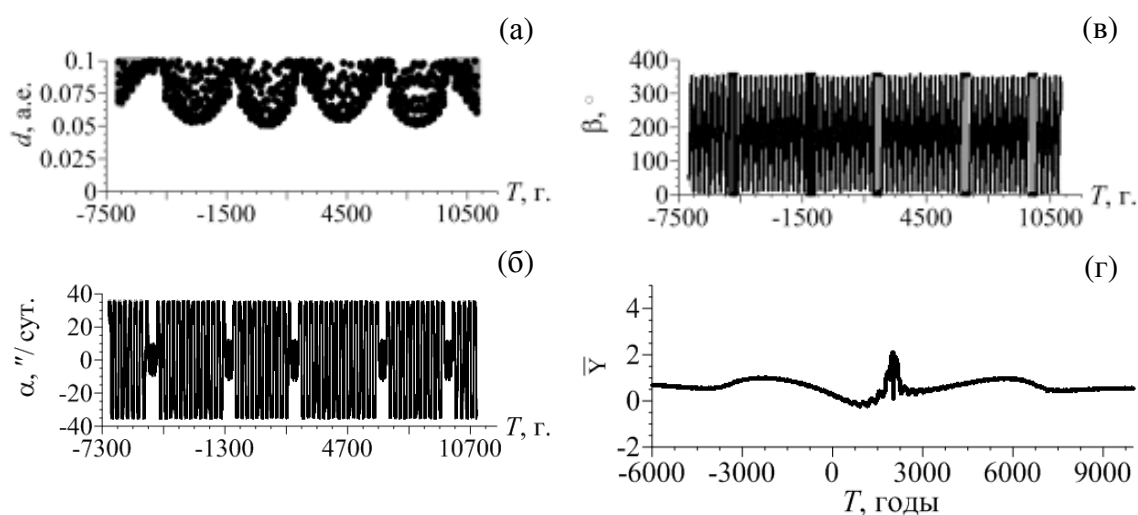 (а)
0.1
0.075
0.05
0.025
0
d, а.е.
-7500 -1500 4500 10500
T, г.
(в)
400
300
200
100
0
β, °
-7500 -1500 4500 10500
T, г.
(б)
40
20
0
-20
-40
α, ″/ сут.
-7300 -1300 4700 10700
T, г.
(г)
4
2
0
-2
Y̅
-6000 -3000 0 3000 6000 9000
T, годы